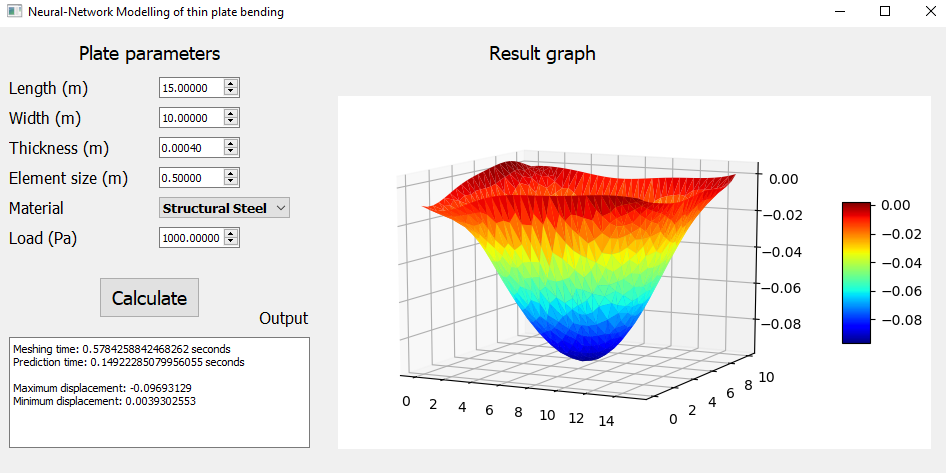 Neural-Network Modelling of thin plate bending
Plate parameters
Result graph
Length (m)
15.00000
Width (m)
10.00000
Thickness (m)
0.00040
Element size (m)
0.50000
Material
Structural Steel
Load (Pa)
1000.00000
Calculate
Output
Meshing time: 0.5784258842468262 seconds
Prediction time: 0.14922285079956055 seconds
Maximum displacement: -0.09693129
Minimum displacement: 0.0039302553
0.00
−0.02
−0.04
−0.06
−0.08
0
2
4
6
8
10
12
14
0
2
4
6
8
10
0.00
−0.02
−0.04
−0.06
−0.08